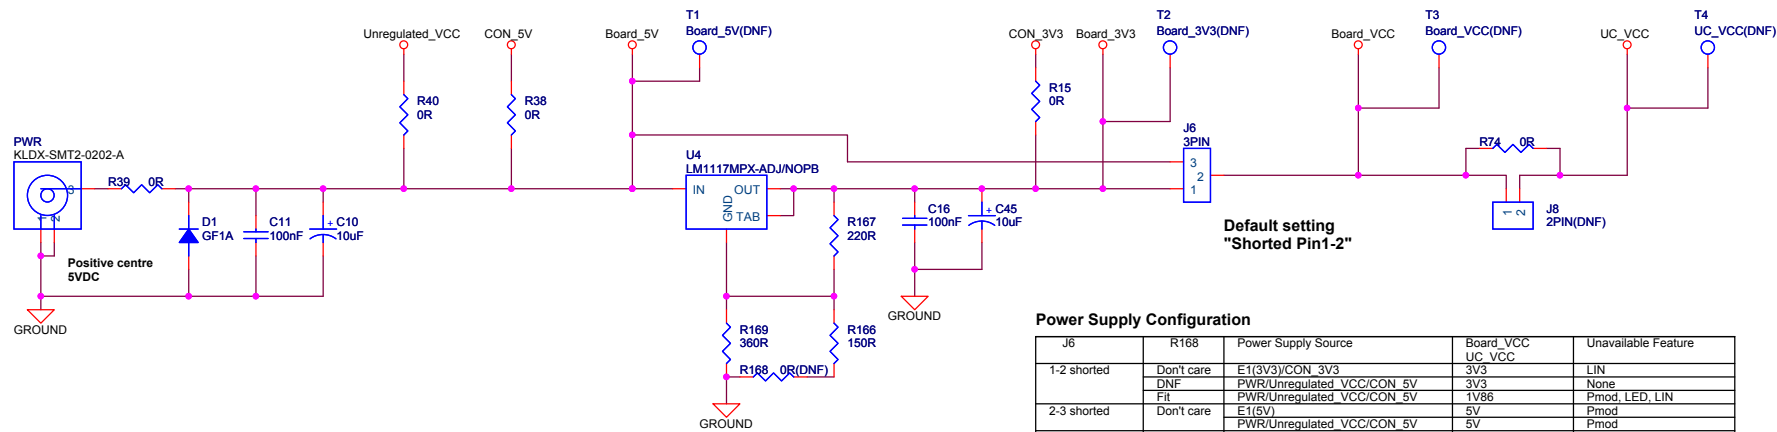 T1
Board_5V(DNF)
T2
Board_3V3(DNF)
T3
Board_VCC(DNF)
T4
UC_VCC(DNF)
Unregulated_VCC
CON_5V
Board_5V
CON_3V3
Board_3V3
Board_VCC
UC_VCC
R40
0R
R38
0R
R15
0R
PWR
KLDX-SMT2-0202-A
3
1
2
R39 0R
D1
GF1A
C11
100nF
+ C10
10uF
Positive centre
5VDC
GROUND
U4
LM1117MPX-ADJ/NOPB
IN
OUT
GND
TAB
R167
220R
C16
100nF
+ C45
10uF
GROUND
R169
360R
R166
150R
R168 0R(DNF)
GROUND
J6
3PIN
3
2
1
Default setting
"Shorted Pin1-2"
R74 0R
1
2
J8
2PIN(DNF)
Power Supply Configuration
J6 R168 Power Supply Source Board_VCC Unavailable Feature
UC_VCC
1-2 shorted Don't care E1(3V3)/CON_3V3 3V3 LIN
DNF PWR/Unregulated_VCC/CON_5V 3V3 None
Fit PWR/Unregulated_VCC/CON_5V 1V86 Pmod, LED, LIN
2-3 shorted Don't care E1(5V) 5V Pmod
PWR/Unregulated_VCC/CON_5V 5V Pmod